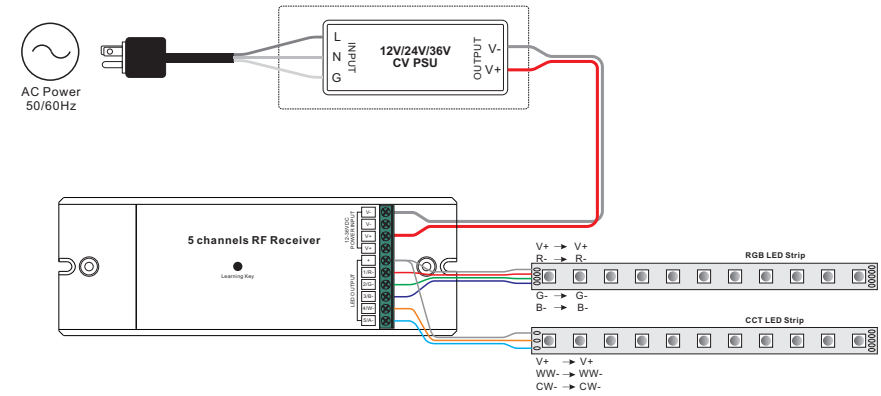 AC Power
50/60Hz
L
N
G
INPUT
12V/24V/36V
CV PSU
OUTPUT
V-
V+
5 channels RF Receiver
Learning Key
12-36VDC
POWER INPUT
V-
V-
V+
V+
LED OUTPUT
+
1/R-
2/G-
3/B-
4/W-
5/A-
V+ → V+
R- → R-
RGB LED Strip
G- → G-
B- → B-
CCT LED Strip
V+ → V+
WW- → WW-
CW- → CW-